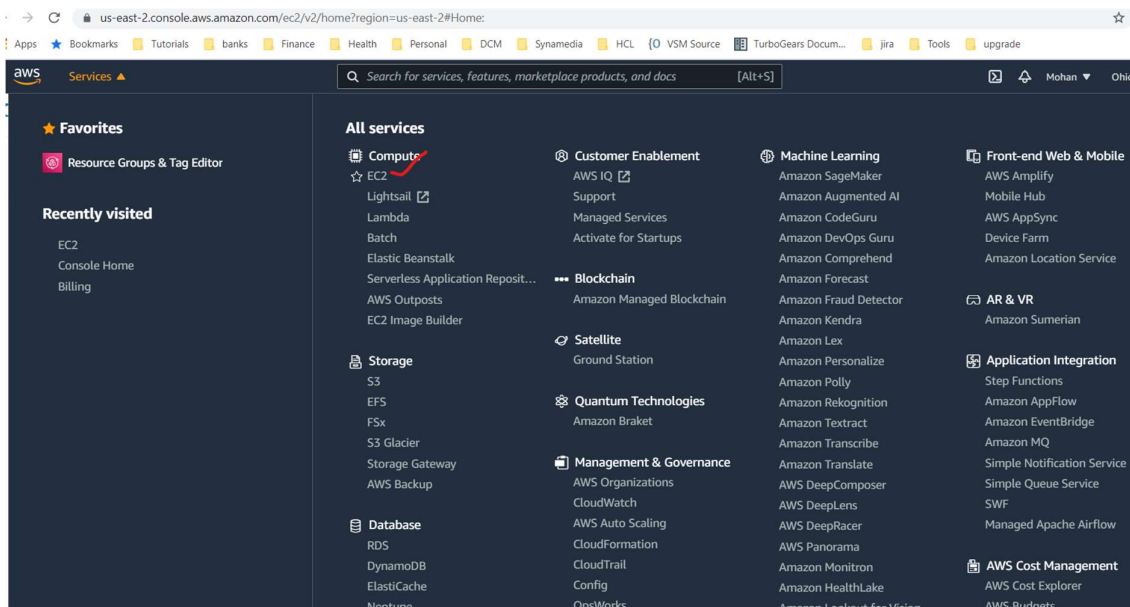 us-east-2.console.aws.amazon.com/ec2/v2/home?region=us-east-2#Home:
Apps Bookmarks Tutorials banks Finance Health Personal DCM Synamedia HCL VSM Source TurboGears Docum... jira Tools upgrade
aws Services Search for services, features, marketplace products, and docs [Alt+S] Mohan
Favorites
Resource Groups & Tag Editor
Recently visited
EC2
Console Home
Billing
All services
Compute
EC2
Lightsail
Lambda
Batch
Elastic Beanstalk
Serverless Application Reposit...
AWS Outposts
EC2 Image Builder
Storage
S3
EFS
FSx
S3 Glacier
Storage Gateway
AWS Backup
Database
RDS
DynamoDB
ElastiCache
Neptune
Customer Enablement
AWS IQ
Support
Managed Services
Activate for Startups
Blockchain
Amazon Managed Blockchain
Satellite
Ground Station
Quantum Technologies
Amazon Braket
Management & Governance
AWS Organizations
CloudWatch
AWS Auto Scaling
CloudFormation
CloudTrail
Config
OpsWorks
Machine Learning
Amazon SageMaker
Amazon Augmented AI
Amazon CodeGuru
Amazon DevOps Guru
Amazon Comprehend
Amazon Forecast
Amazon Fraud Detector
Amazon Kendra
Amazon Lex
Amazon Personalize
Amazon Polly
Amazon Rekognition
Amazon Textract
Amazon Transcribe
Amazon Translate
AWS DeepComposer
AWS DeepLens
AWS DeepRacer
AWS Panorama
Amazon Monitron
Amazon HealthLake
Amazon Lookout for Vision
Front-end Web & Mobile
AWS Amplify
Mobile Hub
AWS AppSync
Device Farm
Amazon Location Service
AR & VR
Amazon Sumerian
Application Integration
Step Functions
Amazon AppFlow
Amazon EventBridge
Amazon MQ
Simple Notification Service
Simple Queue Service
SWF
Managed Apache Airflow
AWS Cost Management
AWS Cost Explorer
AWS Budgets